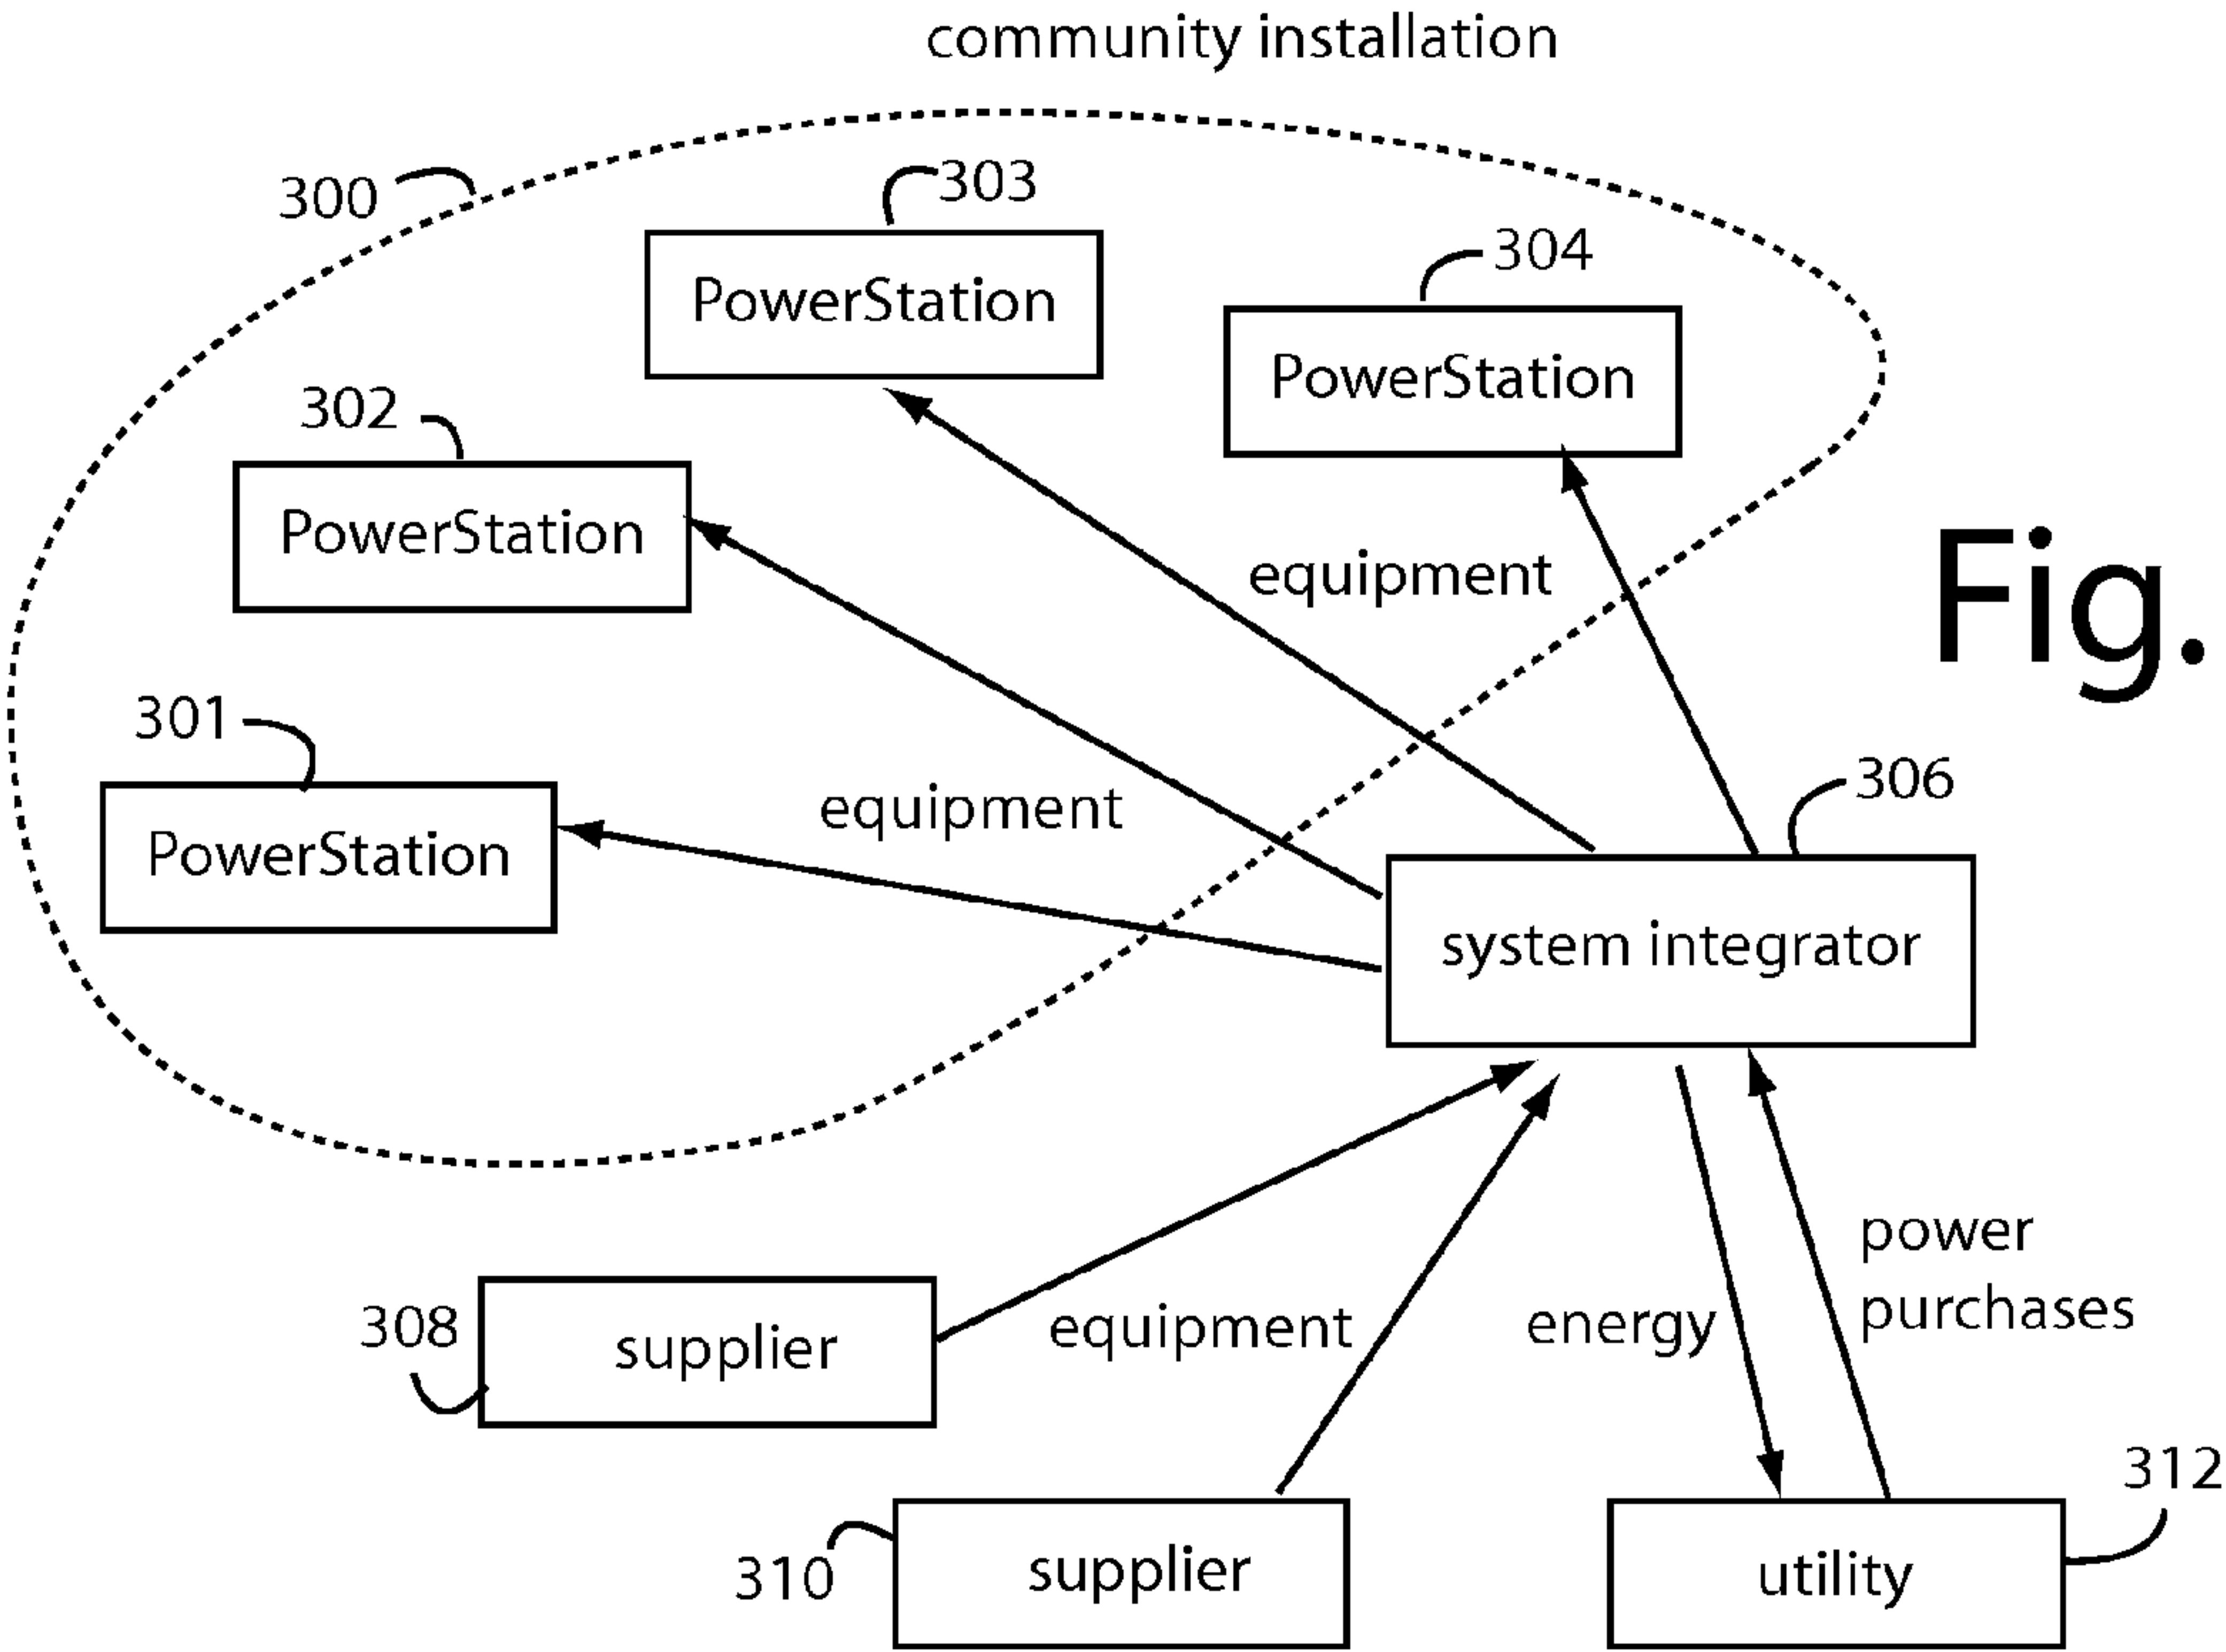 community installation
300
303
PowerStation
304
PowerStation
302
PowerStation
equipment
Fig.
301
PowerStation
equipment
306
system integrator
power
purchases
energy
equipment
308
supplier
310
supplier
312
utility